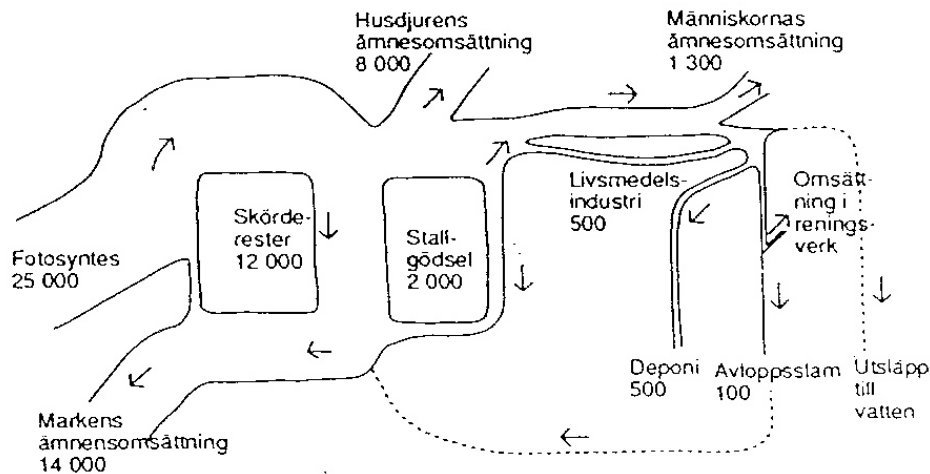 Husdjurens
ämnesomsättning
8 000
Människornas
ämnesomsättning
1 300
Skörde-
rester
12 000
Stall-
gödsel
2 000
Livsmedels-
industri
500
Omsätt-
ning i
renings-
verk
Fotosyntes
25 000
Deponi
500
Avloppsslam
100
Utsläpp
till
vatten
Markens
ämnensomsättning
14 000